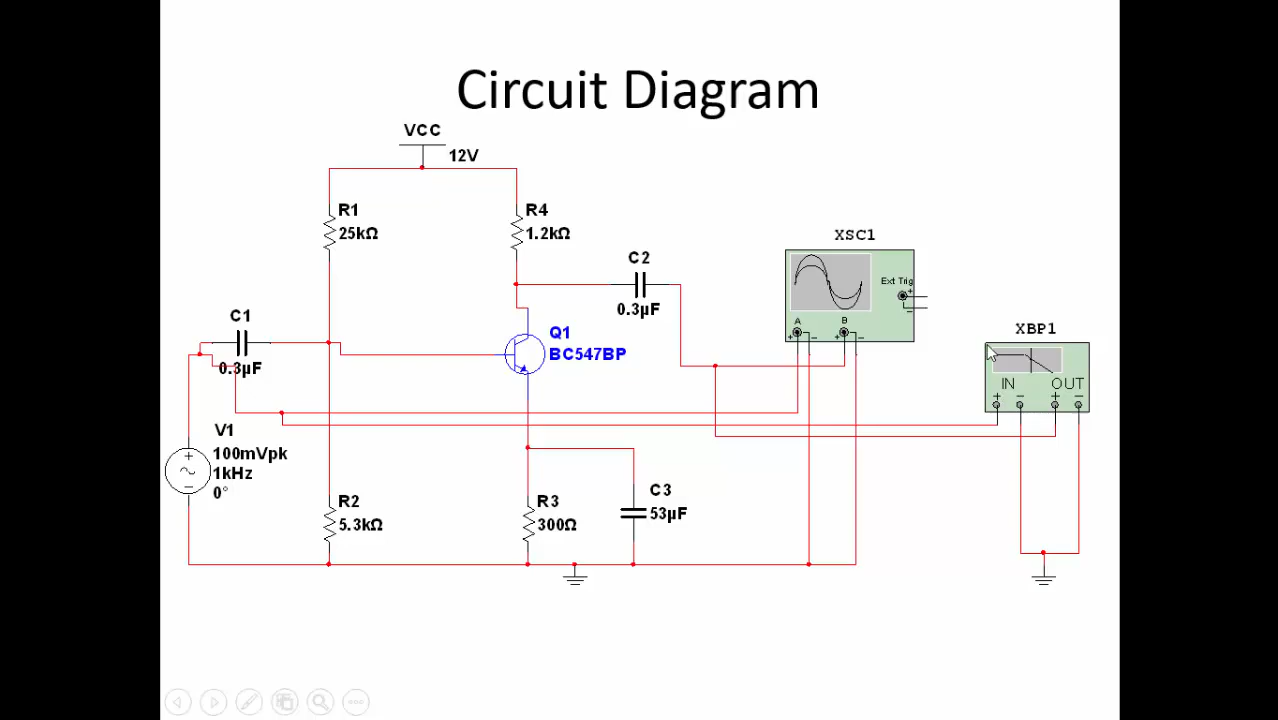 Circuit Diagram
VCC
12V
R1
25kΩ
R4
1.2kΩ
C2
0.3µF
XSC1
Ext Trig
+
−
A
B
+
−
+
−
XBP1
IN
OUT
+
−
+
−
C1
0.3µF
Q1
BC547BP
V1
100mVpk
1kHz
0°
+
−
R2
5.3kΩ
R3
300Ω
C3
53µF